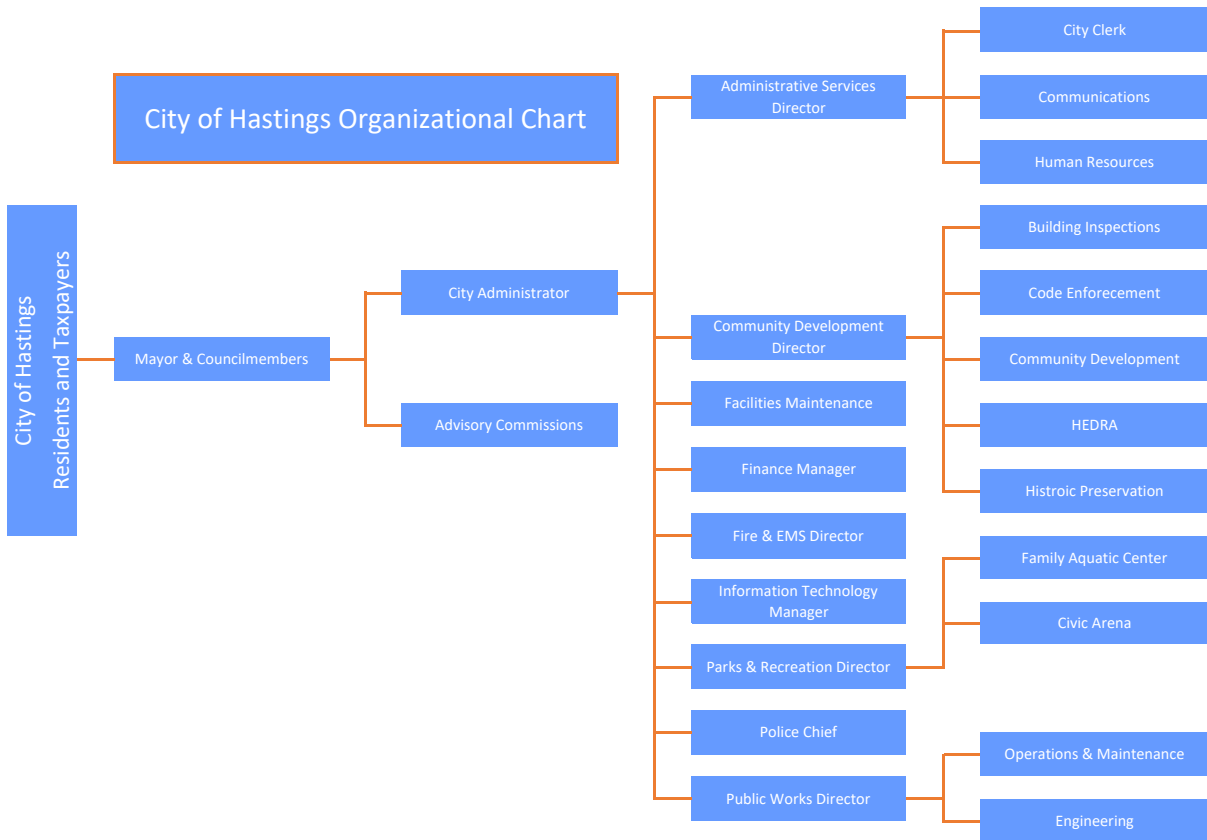 City of Hastings Organizational Chart
City of Hastings
Residents and Taxpayers
Mayor & Councilmembers
City Administrator
Advisory Commissions
Administrative Services
Director
City Clerk
Communications
Human Resources
Community Development
Director
Building Inspections
Code Enforecement
Community Development
HEDRA
Histroic Preservation
Facilities Maintenance
Finance Manager
Fire & EMS Director
Information Technology
Manager
Parks & Recreation Director
Family Aquatic Center
Civic Arena
Police Chief
Public Works Director
Operations & Maintenance
Engineering